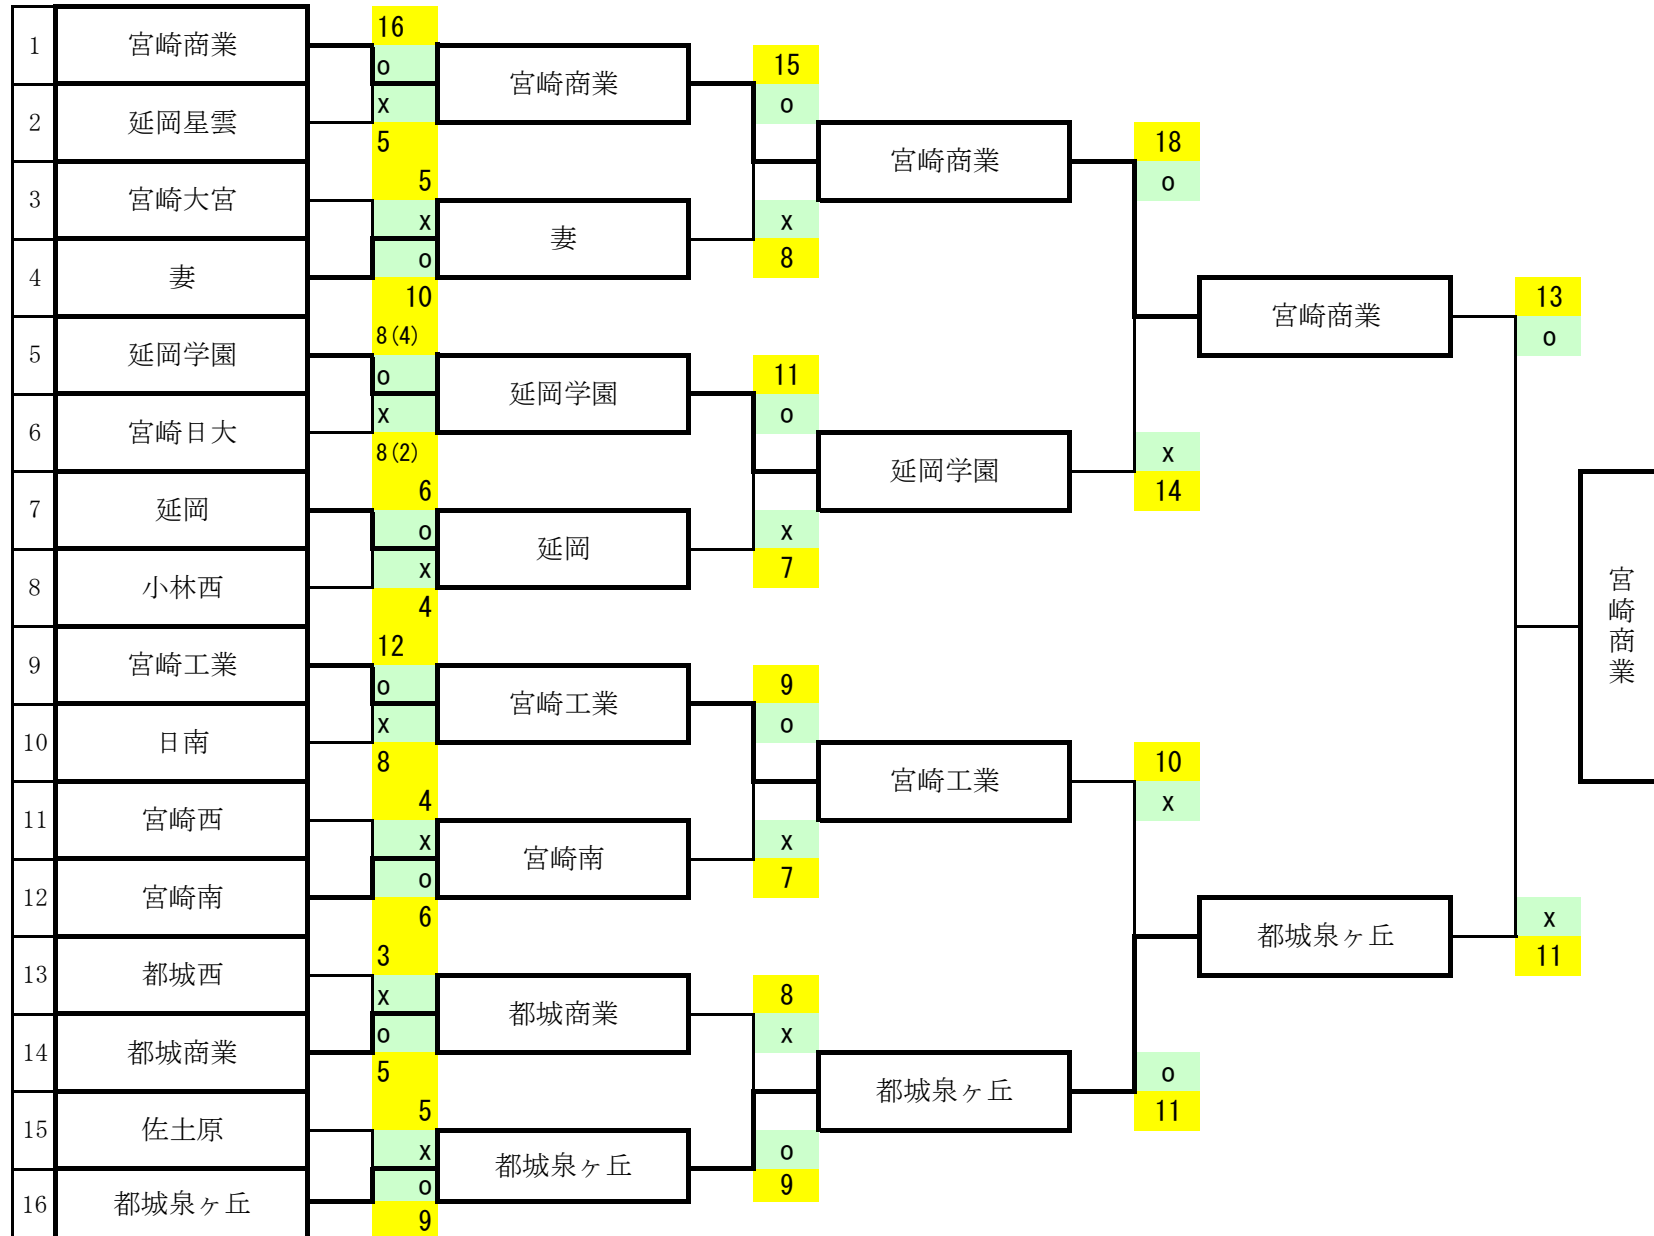 1 宮崎商業
2 延岡星雲
3 宮崎大宮
4 妻
5 延岡学園
6 宮崎日大
7 延岡
8 小林西
9 宮崎工業
10 日南
11 宮崎西
12 宮崎南
13 都城西
14 都城商業
15 佐土原
16 都城泉ヶ丘
16
o
x
5
5
x
o
10
8(4)
o
x
8(2)
6
o
x
4
12
o
x
8
4
x
o
6
3
x
o
5
5
x
o
9
宮崎商業
妻
延岡学園
延岡
宮崎工業
宮崎南
都城商業
都城泉ヶ丘
15
o
x
8
11
o
x
7
9
o
x
7
8
x
o
9
宮崎商業
延岡学園
宮崎工業
都城泉ヶ丘
18
o
x
14
10
x
o
11
宮崎商業
都城泉ヶ丘
13
o
x
11
宮崎商業